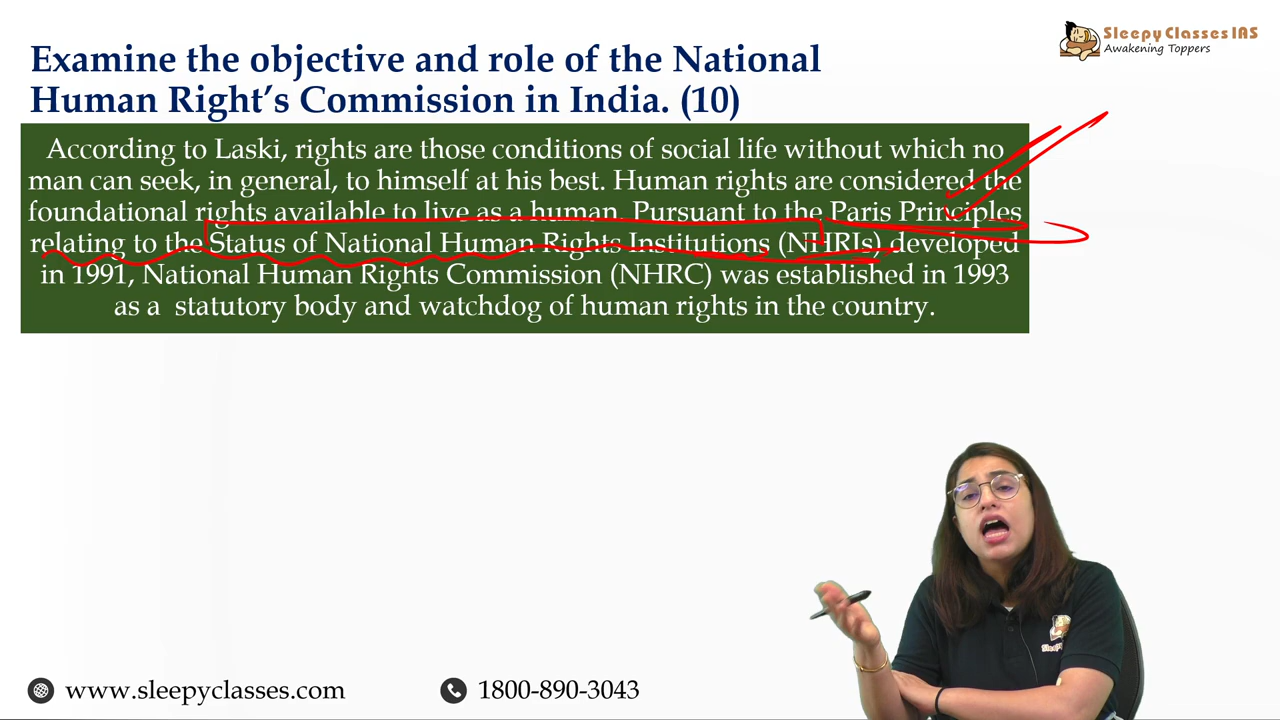 Sleepy Classes IAS
Awakening Toppers
Examine the objective and role of the National
Human Right's Commission in India. (10)
According to Laski, rights are those conditions of social life without which no
man can seek, in general, to himself at his best. Human rights are considered the
foundational rights available to live as a human. Pursuant to the Paris Principles
relating to the Status of National Human Rights Institutions (NHRIs) developed
in 1991, National Human Rights Commission (NHRC) was established in 1993
as a statutory body and watchdog of human rights in the country.
www.sleepyclasses.com
1800-890-3043